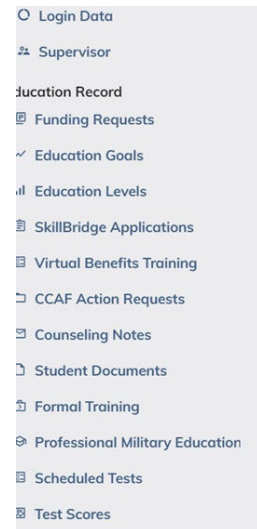 Login Data
Supervisor
ducation Record
Funding Requests
Education Goals
Education Levels
SkillBridge Applications
Virtual Benefits Training
CCAF Action Requests
Counseling Notes
Student Documents
Formal Training
Professional Military Education
Scheduled Tests
Test Scores